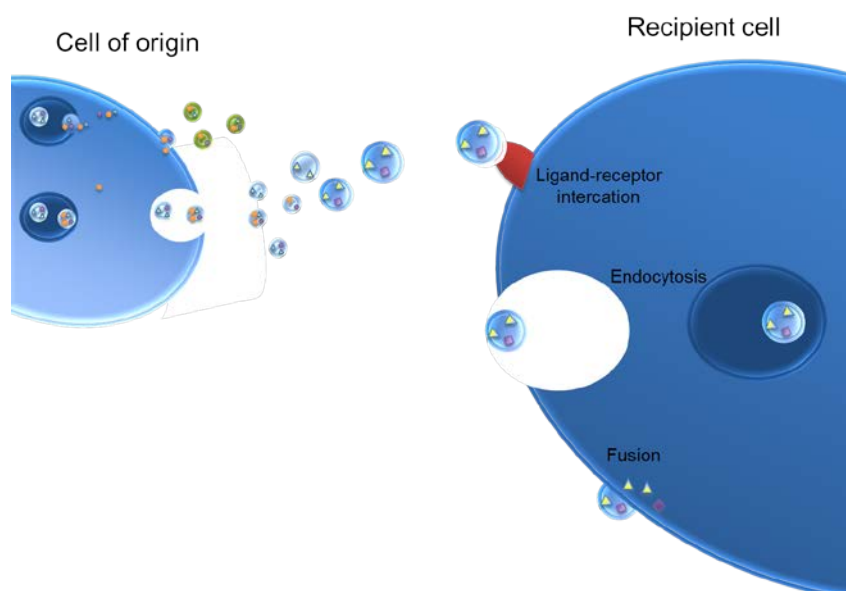 Cell of origin
Recipient cell
Ligand-receptor
intercation
Endocytosis
Fusion